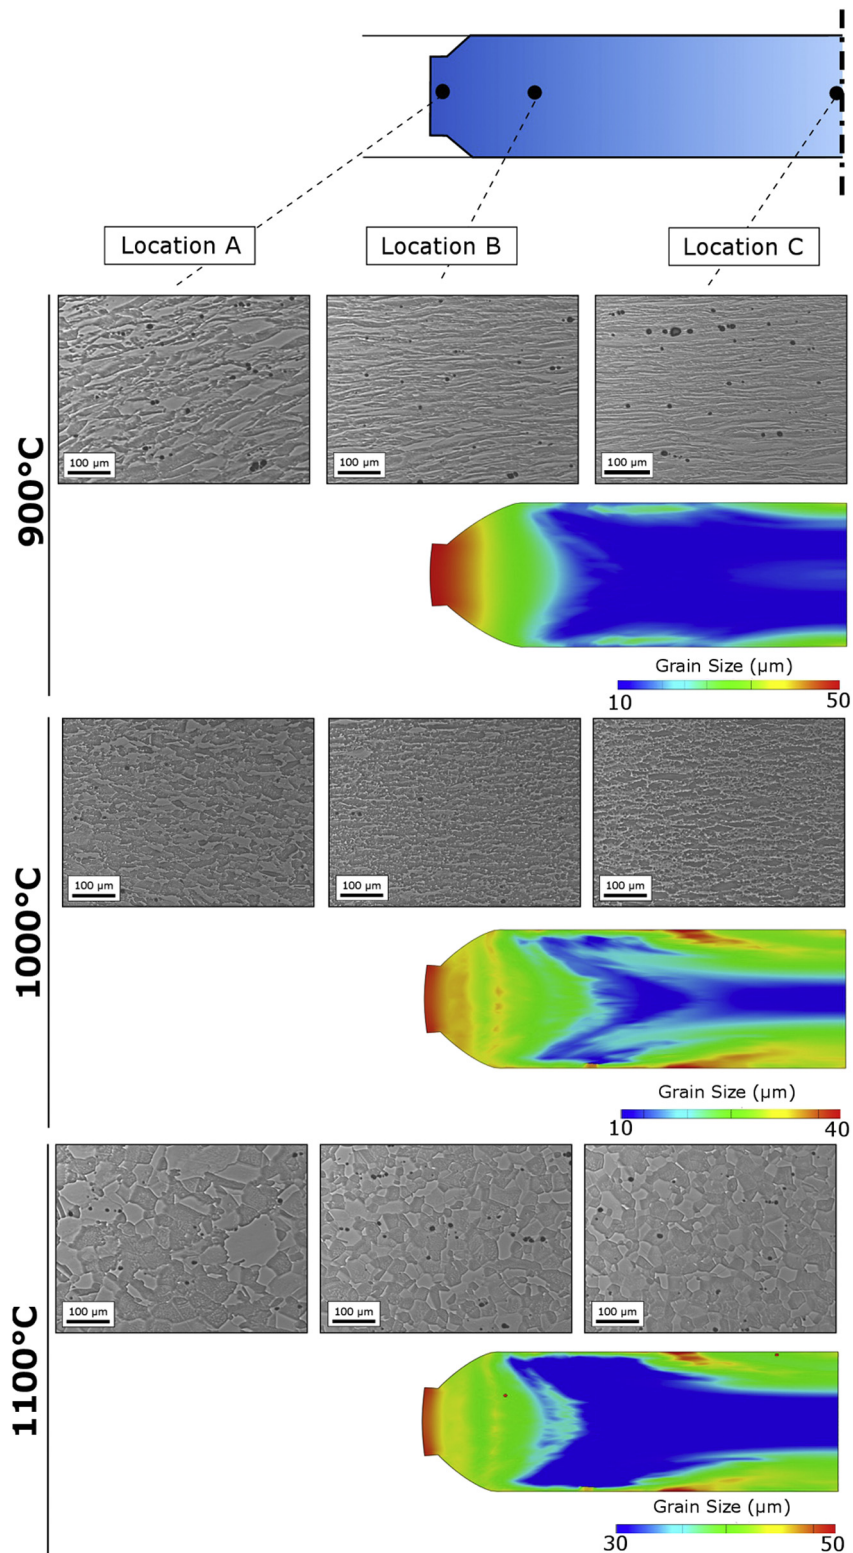 Location A
Location B
Location C
900°C
100 µm
100 µm
100 µm
Grain Size (µm)
10
50
1000°C
100 µm
100 µm
100 µm
Grain Size (µm)
10
40
1100°C
100 µm
100 µm
100 µm
Grain Size (µm)
30
50